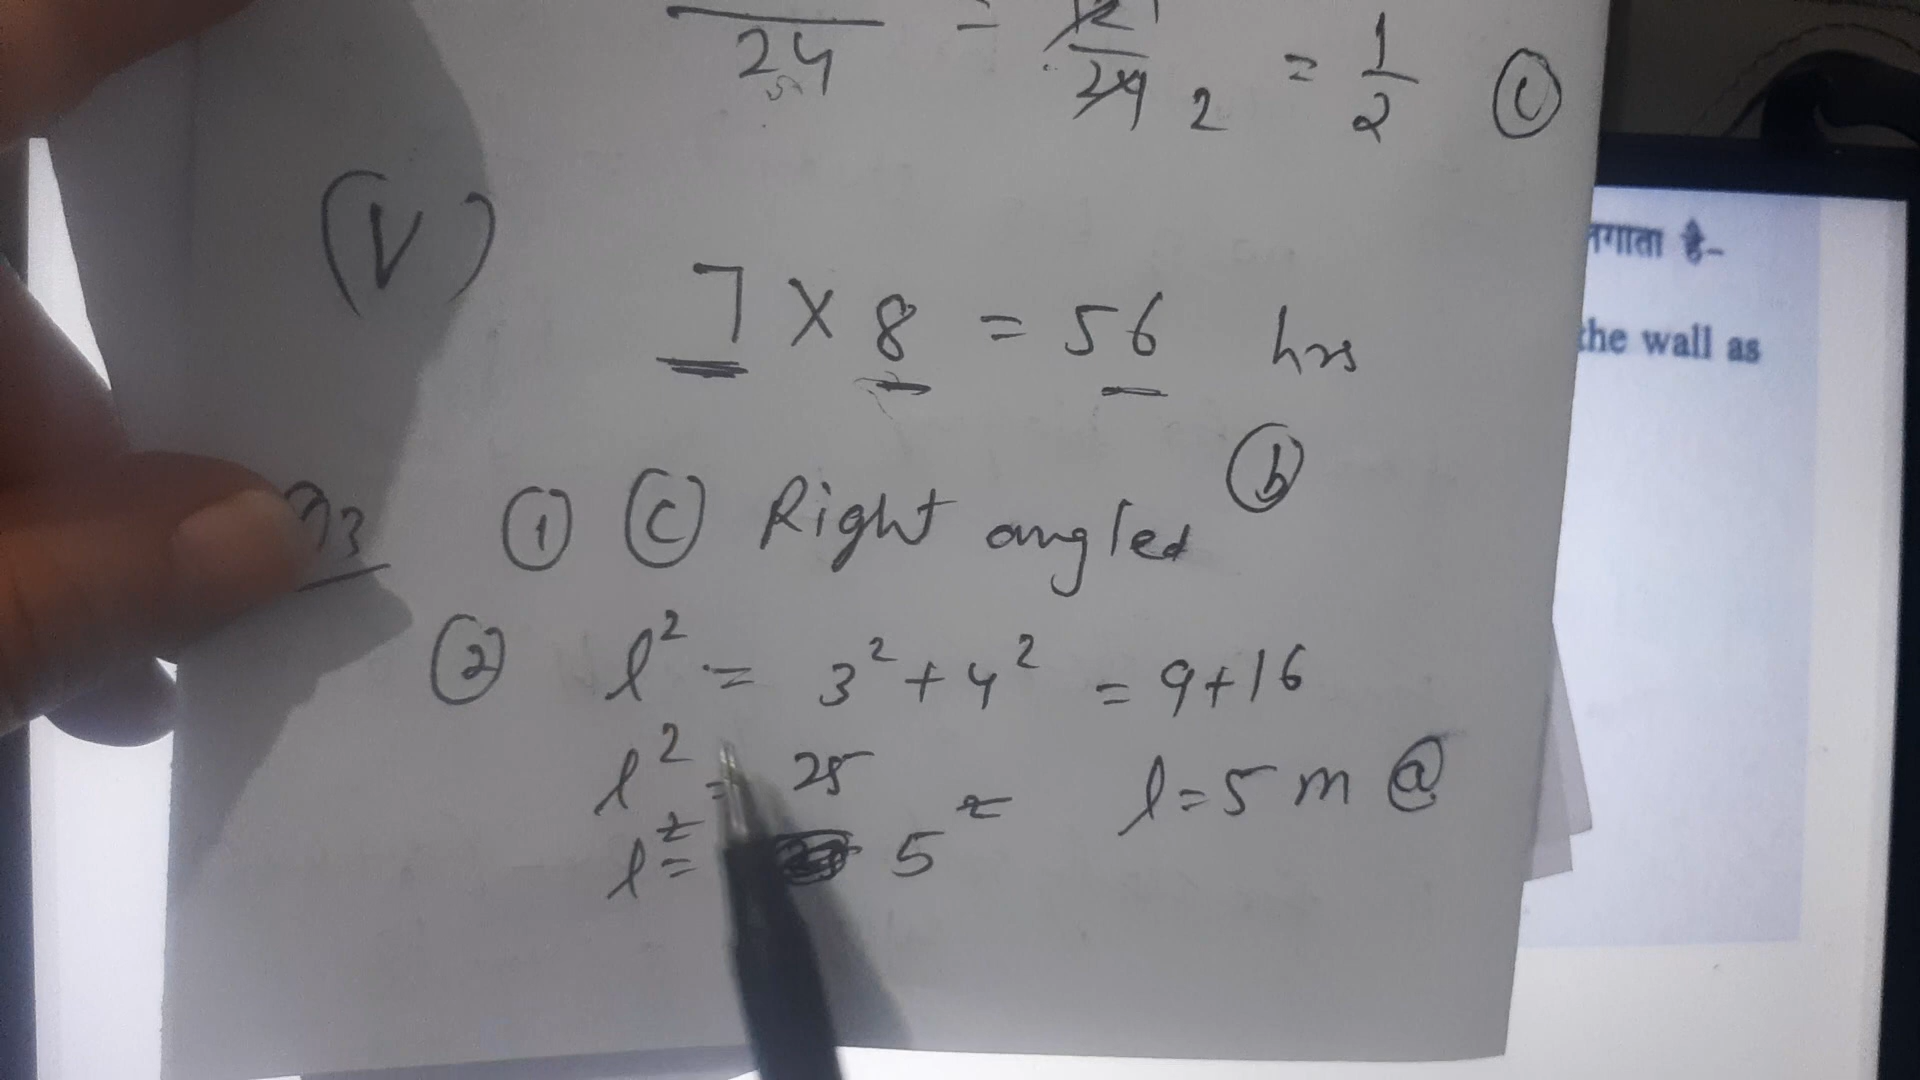 24 = 12/24 2 = 1/2 (c)
(V)
लगाता है-
7 × 8 = 56 hrs
the wall as
(b)
(1) (c) Right angled
(2) l² = 3² + 4² = 9+16
l² = 25
l = 5 m (a)
l² = 5²